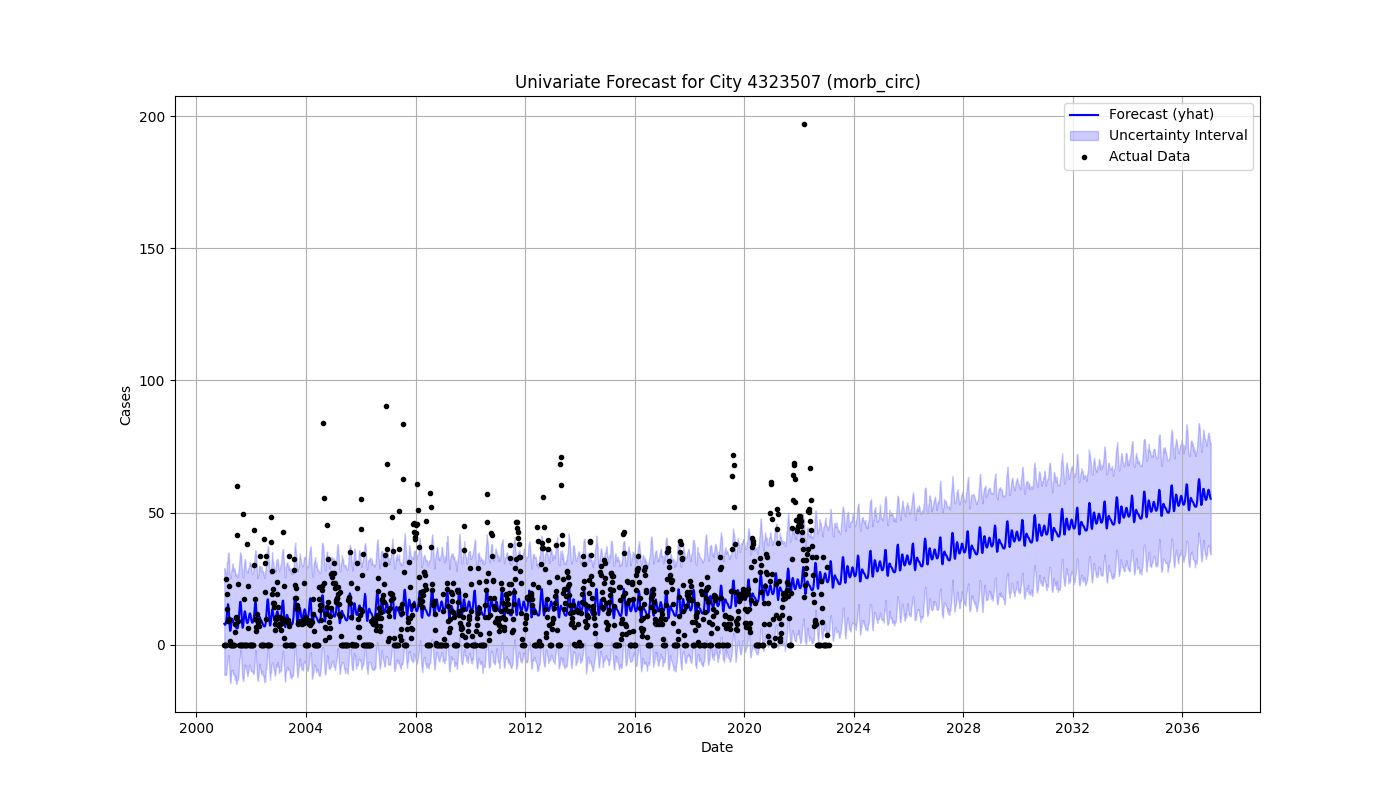 Univariate Forecast for City 4323507 (morb_circ)
Forecast (yhat)
Uncertainty Interval
Actual Data
Cases
200
150
100
50
0
2000 2004 2008 2012 2016 2020 2024 2028 2032 2036
Date